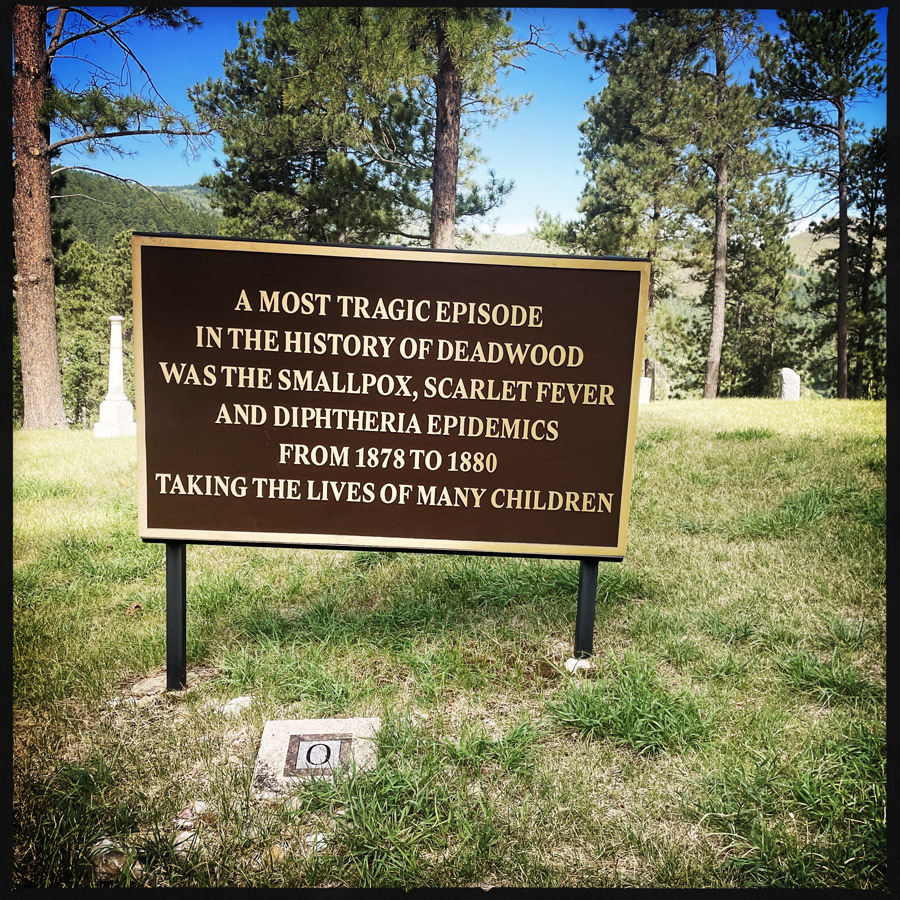 A MOST TRAGIC EPISODE
IN THE HISTORY OF DEADWOOD
WAS THE SMALLPOX, SCARLET FEVER
AND DIPHTHERIA EPIDEMICS
FROM 1878 TO 1880
TAKING THE LIVES OF MANY CHILDREN
O